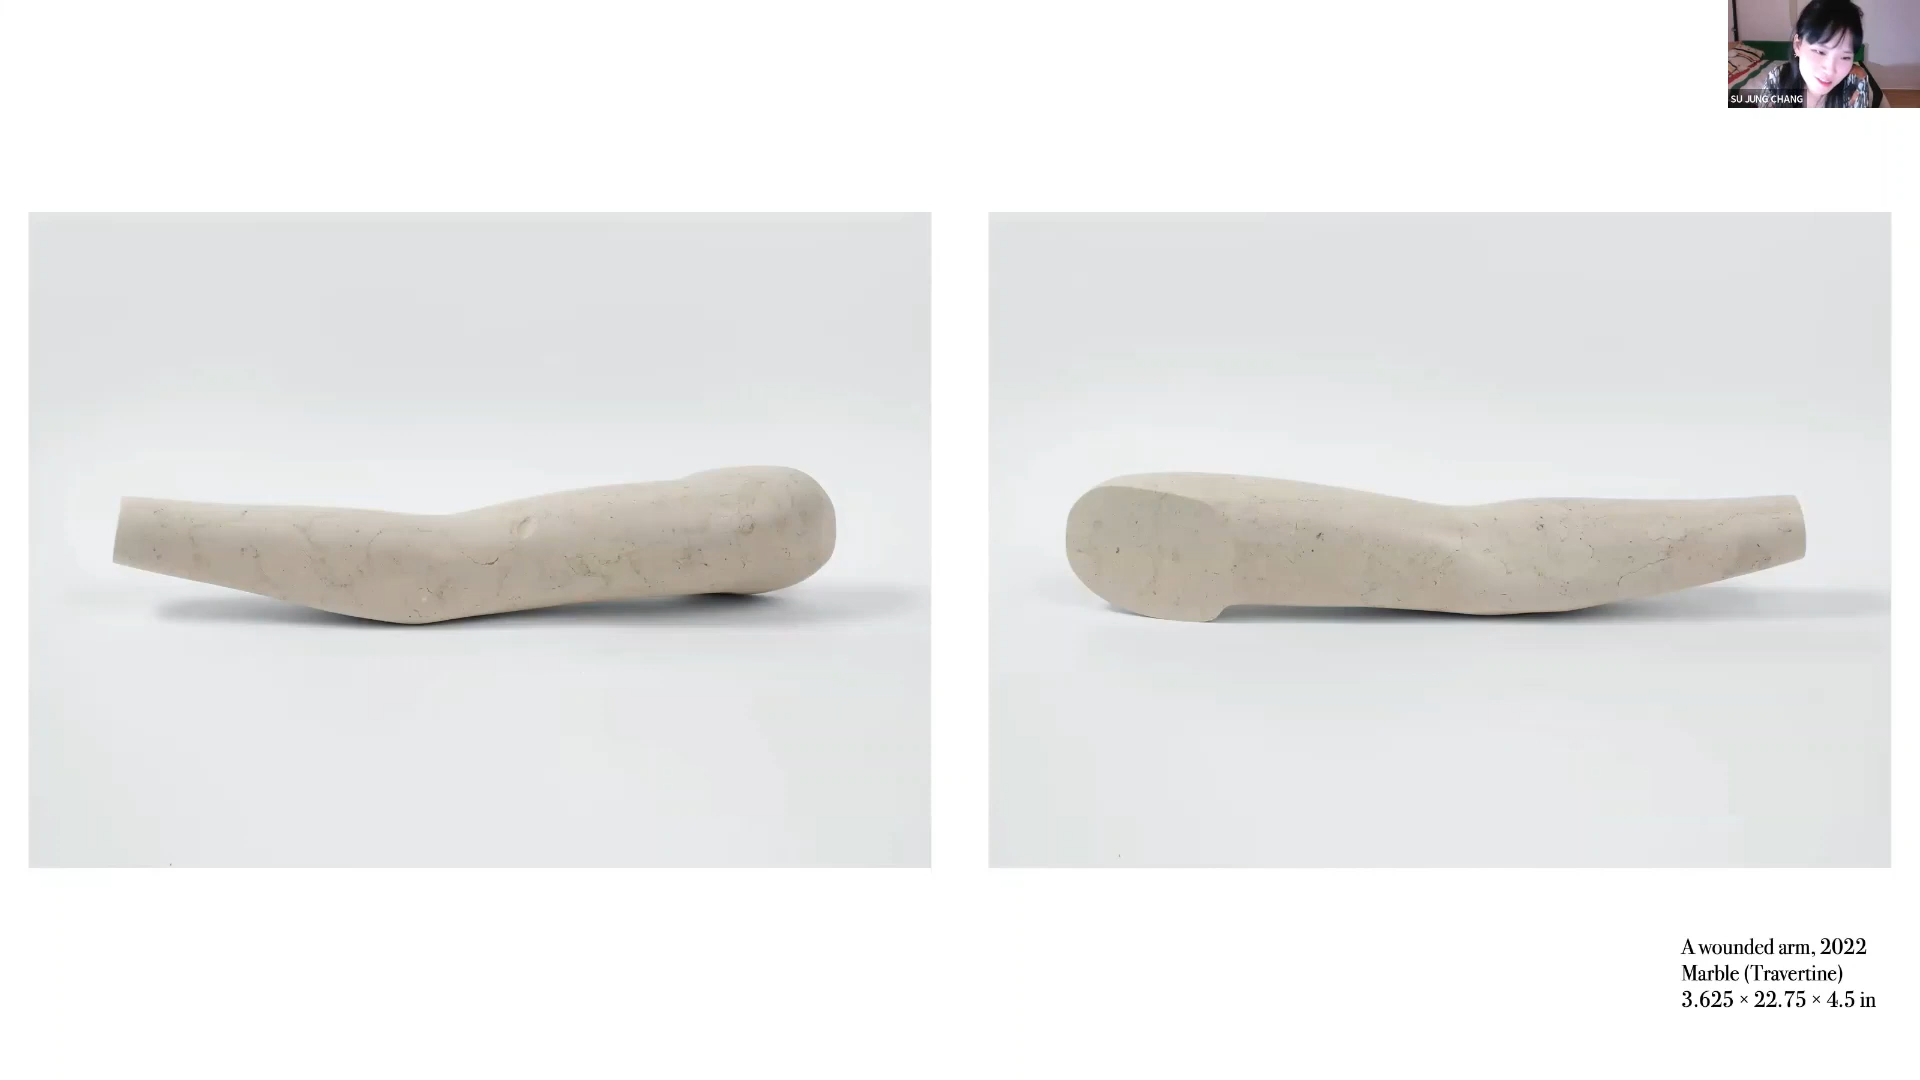 SU JUNG CHANG
A wounded arm, 2022
Marble (Travertine)
3.625 × 22.75 × 4.5 in